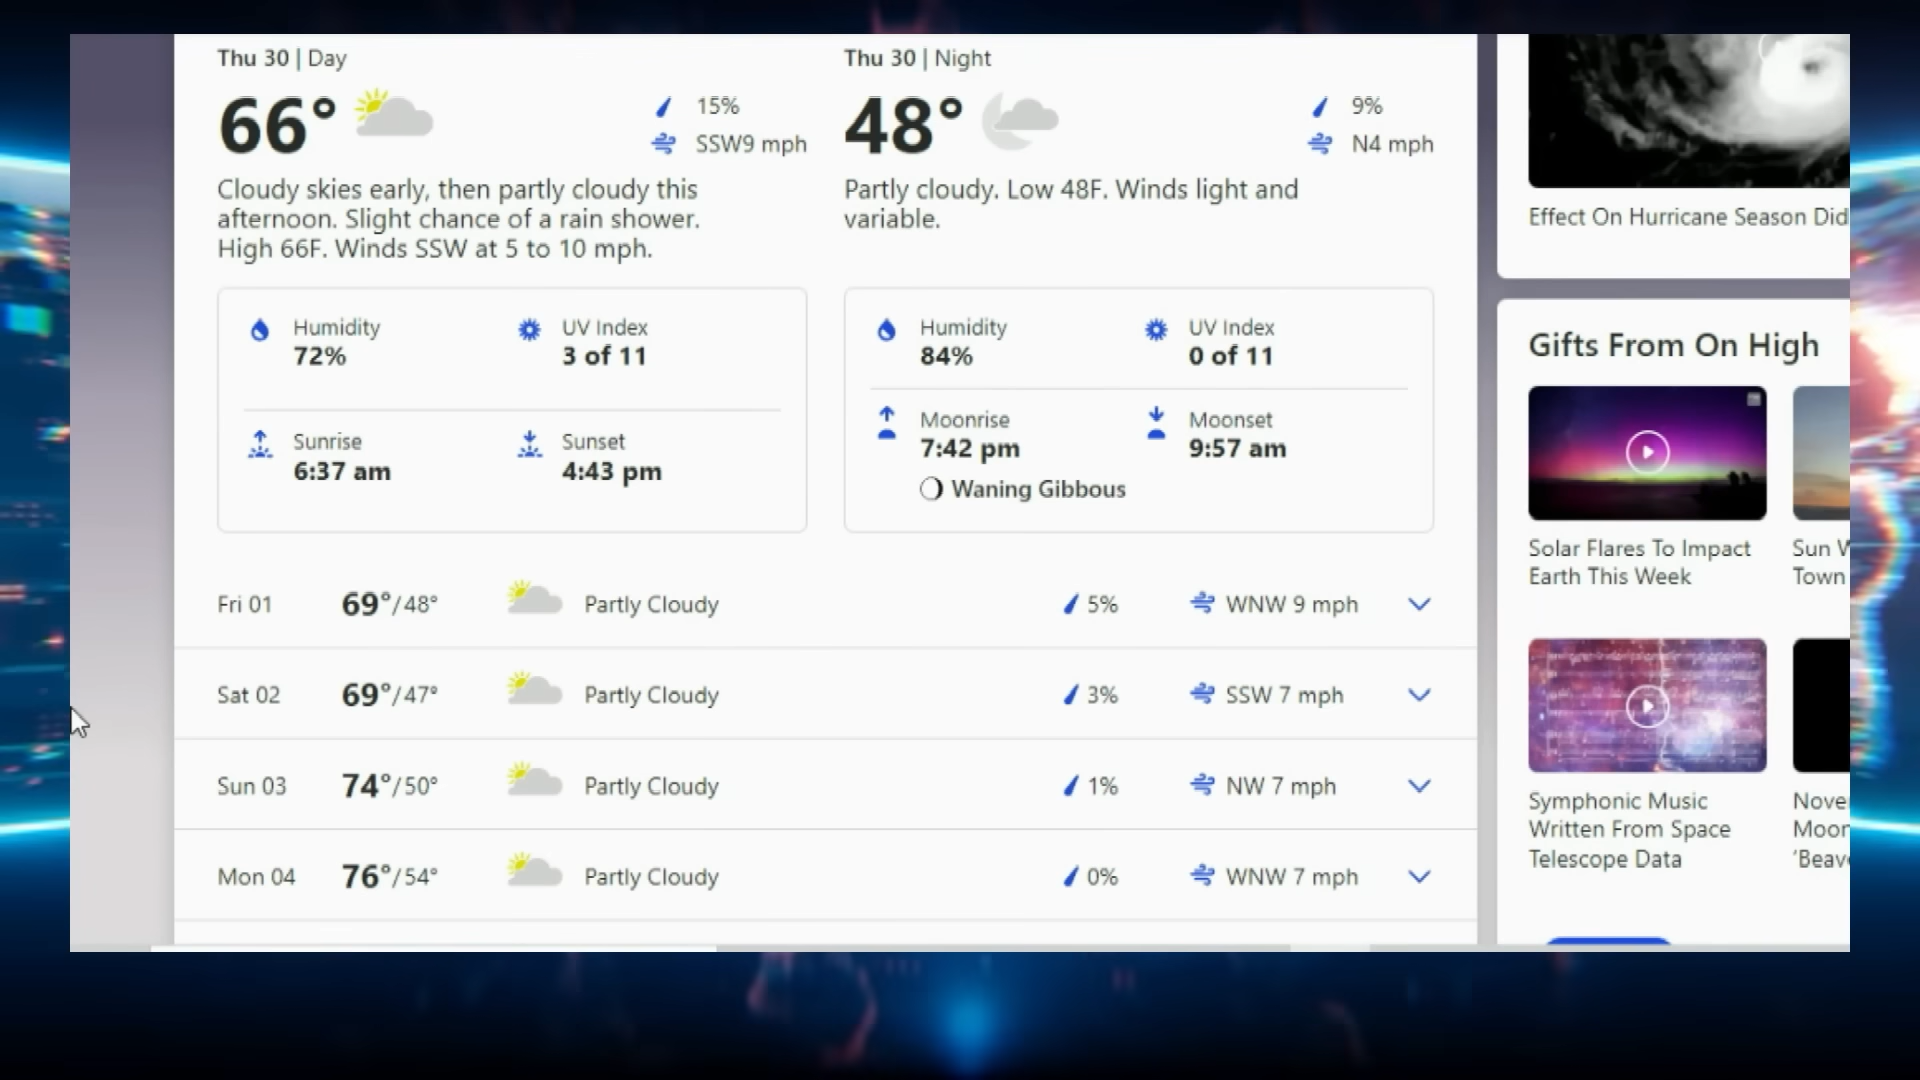 Thu 30 | Day
66°
15%
SSW9 mph
Cloudy skies early, then partly cloudy this
afternoon. Slight chance of a rain shower.
High 66F. Winds SSW at 5 to 10 mph.
Humidity
72%
UV Index
3 of 11
Sunrise
6:37 am
Sunset
4:43 pm
Thu 30 | Night
48°
9%
N4 mph
Partly cloudy. Low 48F. Winds light and
variable.
Humidity
84%
UV Index
0 of 11
Moonrise
7:42 pm
Waning Gibbous
Moonset
9:57 am
Fri 01 69°/48° Partly Cloudy 5% WNW 9 mph
Sat 02 69°/47° Partly Cloudy 3% SSW 7 mph
Sun 03 74°/50° Partly Cloudy 1% NW 7 mph
Mon 04 76°/54° Partly Cloudy 0% WNW 7 mph
Effect On Hurricane Season Did
Gifts From On High
Solar Flares To Impact
Earth This Week
Sun
Town
Symphonic Music
Written From Space
Telescope Data
Nove
Moon
'Beav